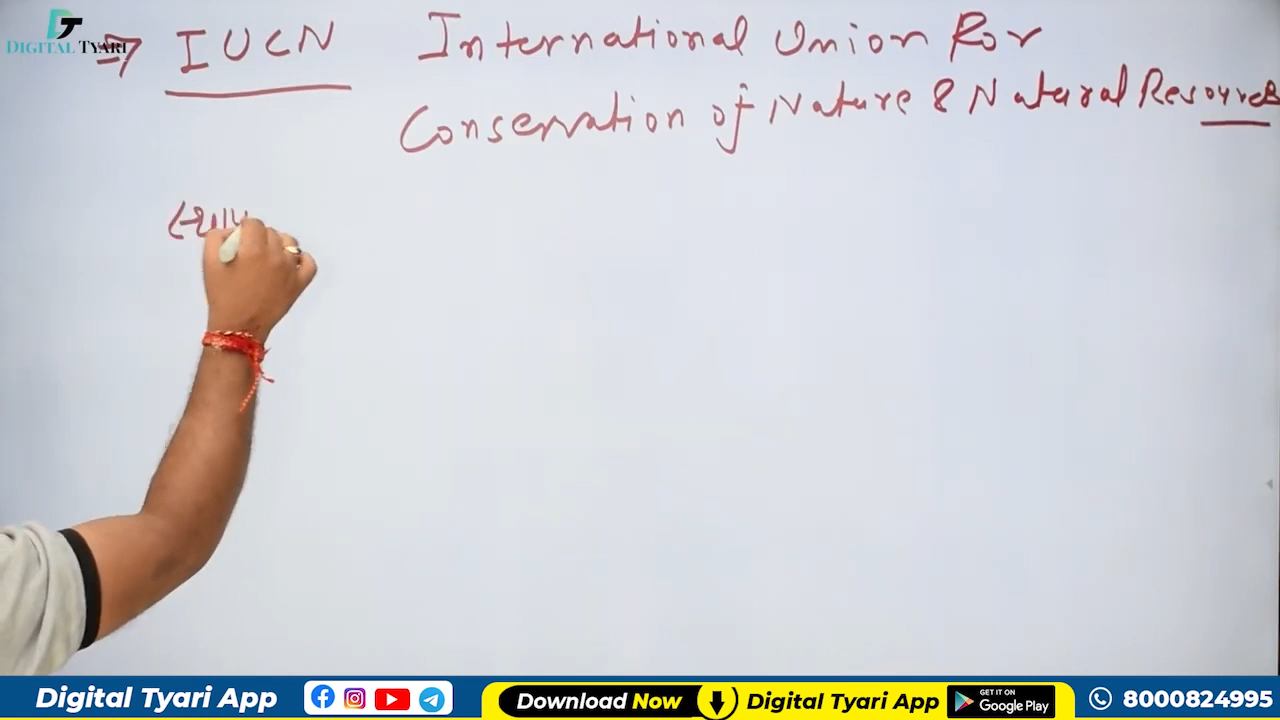 DIGITAL TYARI
⇒ IUCN International Union For
Conservation of Nature & Natural Resources
Digital Tyari App
Download Now
Digital Tyari App
GET IT ON
Google Play
8000824995